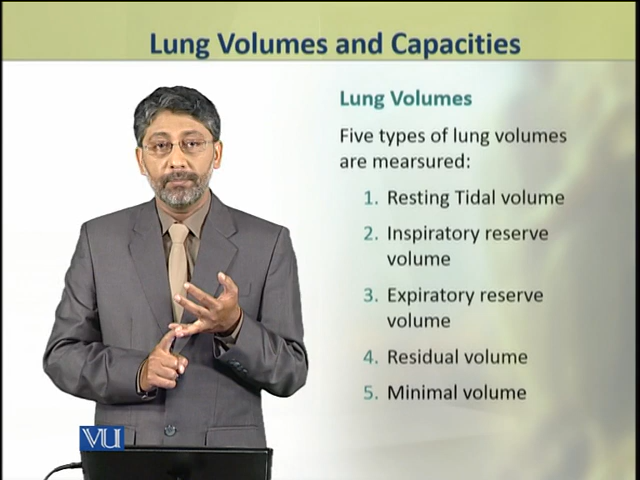 Lung Volumes and Capacities
Lung Volumes
Five types of lung volumes
are mearsured:
1. Resting Tidal volume
2. Inspiratory reserve
volume
3. Expiratory reserve
volume
4. Residual volume
5. Minimal volume
VU